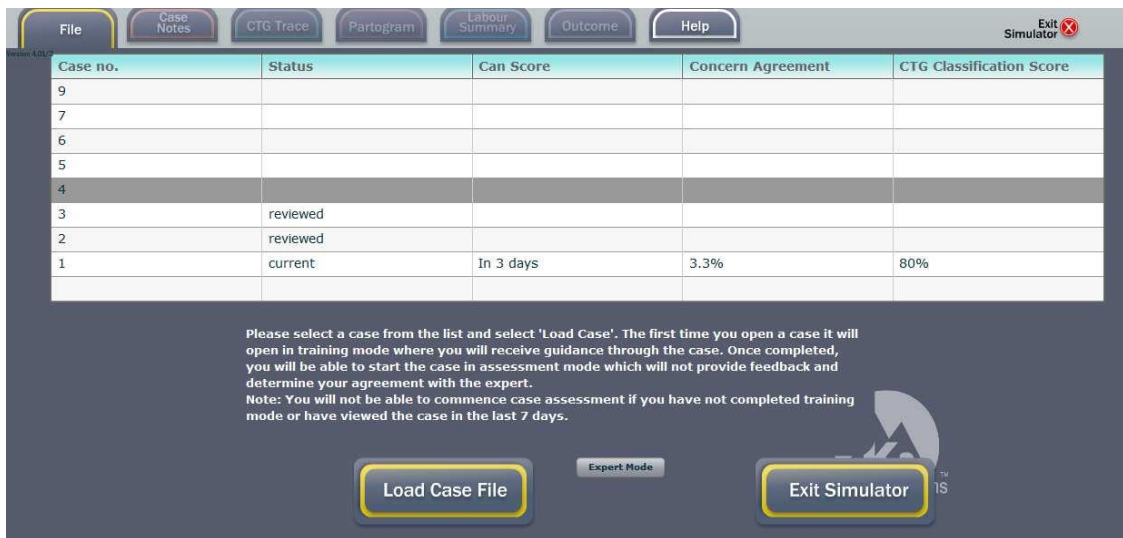 File
Case Notes
CTG Trace
Partogram
Labour Summary
Outcome
Help
Exit Simulator
Case no. Status Can Score Concern Agreement CTG Classification Score
9
7
6
5
4
3 reviewed
2 reviewed
1 current In 3 days 3.3% 80%
Please select a case from the list and select 'Load Case'. The first time you open a case it will
open in training mode where you will receive guidance through the case. Once completed,
you will be able to start the case in assessment mode which will not provide feedback and
determine your agreement with the expert.
Note: You will not be able to commence case assessment if you have not completed training
mode or have viewed the case in the last 7 days.
Expert Mode
Load Case File
Exit Simulator